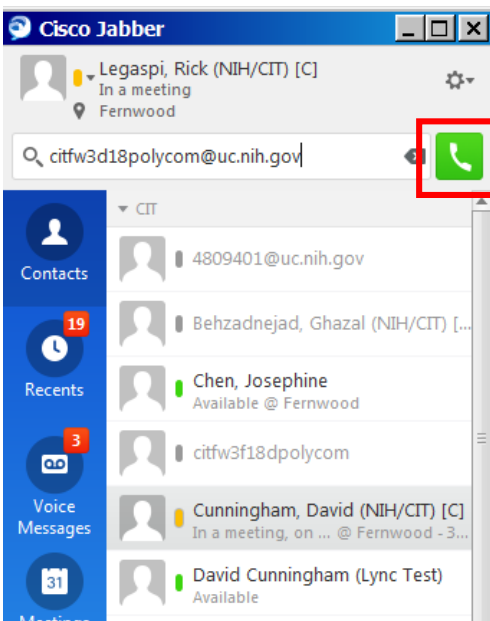 Cisco Jabber
Legaspi, Rick (NIH/CIT) [C]
In a meeting
Fernwood
citfw3d18polycom@uc.nih.gov
CIT
Contacts
4809401@uc.nih.gov
Behzadnejad, Ghazal (NIH/CIT) [...
19
Recents
Chen, Josephine
Available @ Fernwood
citfw3f18dpolycom
3
Voice
Messages
Cunningham, David (NIH/CIT) [C]
In a meeting, on ... @ Fernwood - 3...
31
David Cunningham (Lync Test)
Available
Meetings